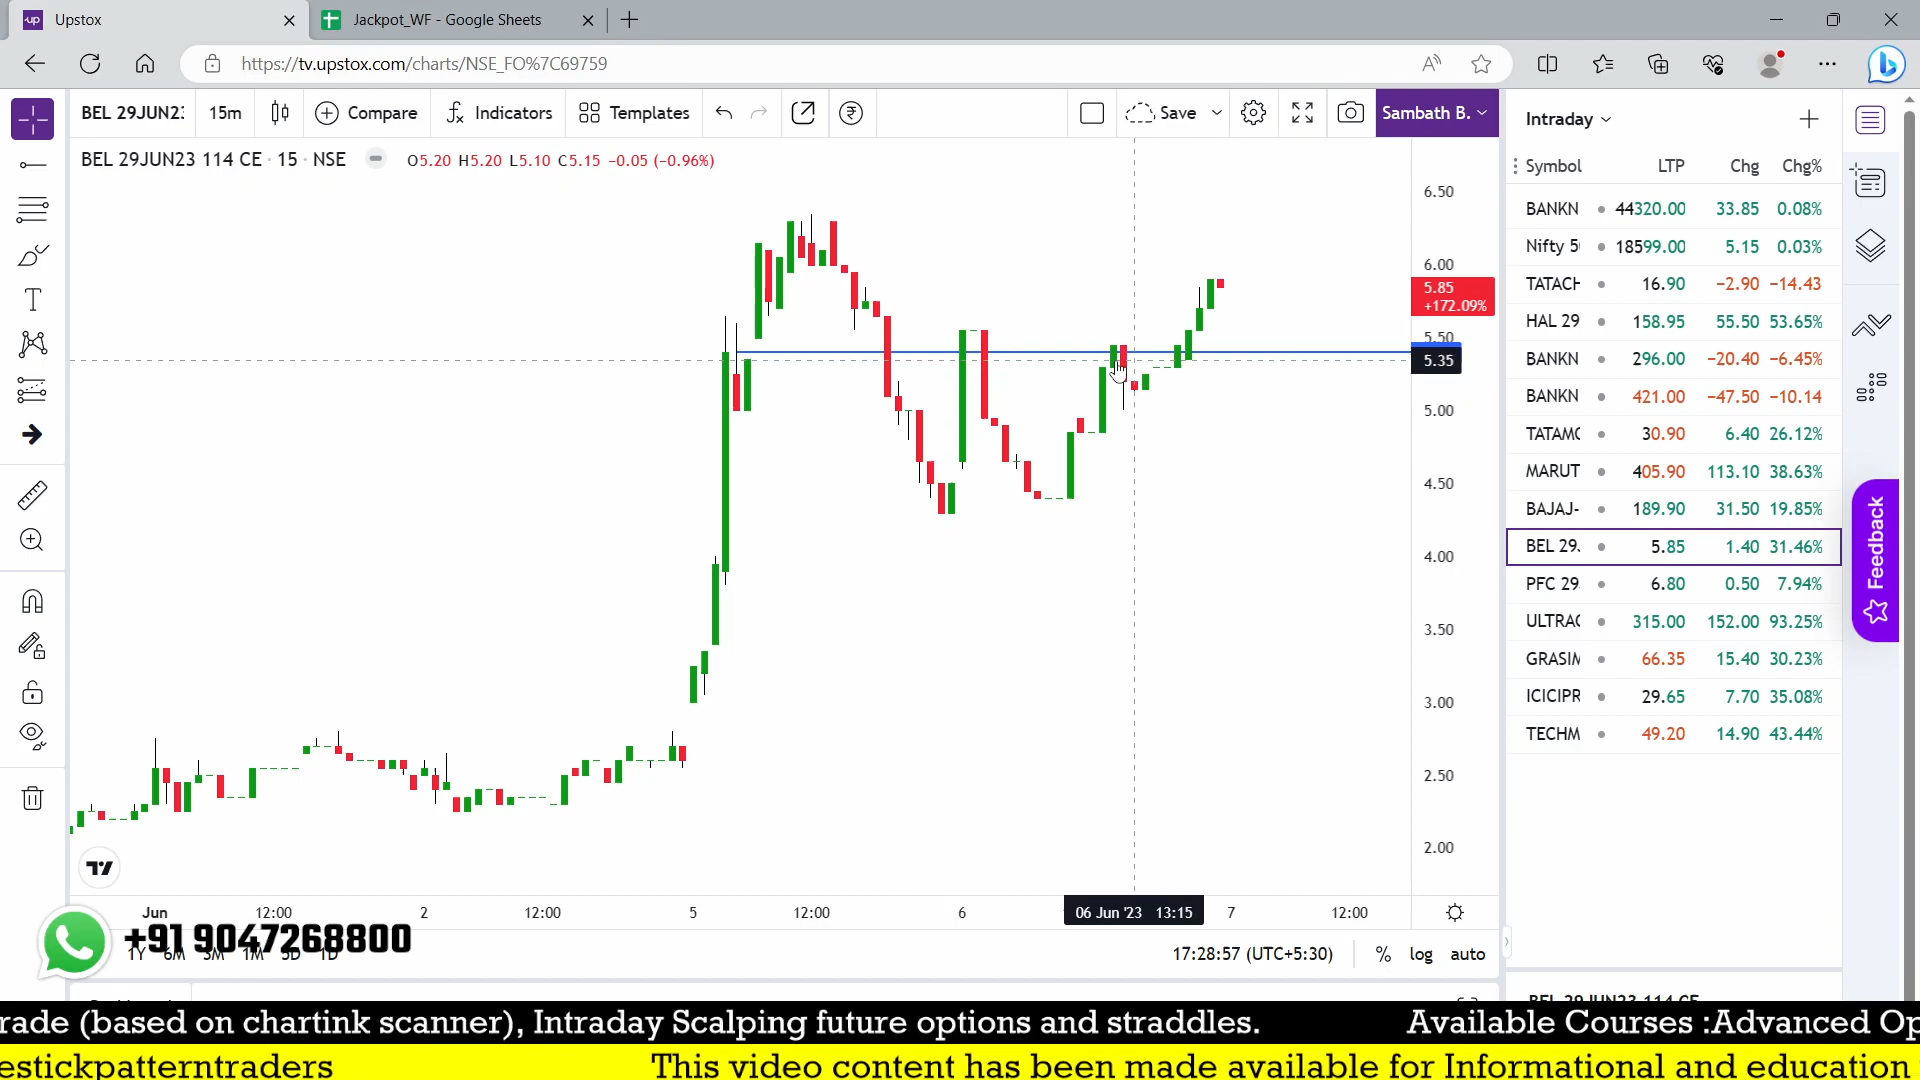 Upstox
Jackpot_WF - Google Sheets
https://tv.upstox.com/charts/NSE_FO%7C69759
BEL 29JUN23
15m
Compare
Indicators
Templates
Save
Sambath B.
BEL 29JUN23 114 CE · 15 · NSE
O5.20 H5.20 L5.10 C5.15 −0.05 (−0.96%)
6.50
6.00
5.85
+172.09%
5.50
5.35
5.00
4.50
4.00
3.50
3.00
2.50
2.00
Jun
12:00
2
12:00
5
12:00
6
06 Jun '23 13:15
7
12:00
+91 9047268800
1Y 6M 3M 1M 5D 1D
17:28:57 (UTC+5:30)
%
log
auto
Intraday
Symbol LTP Chg Chg%
BANKN 44320.00 33.85 0.08%
Nifty 5 18599.00 5.15 0.03%
TATACH 16.90 −2.90 −14.43
HAL 29 158.95 55.50 53.65%
BANKN 296.00 −20.40 −6.45%
BANKN 421.00 −47.50 −10.14
TATAMO 30.90 6.40 26.12%
MARUT 405.90 113.10 38.63%
BAJAJ- 189.90 31.50 19.85%
BEL 29 5.85 1.40 31.46%
PFC 29 6.80 0.50 7.94%
ULTRAC 315.00 152.00 93.25%
GRASIM 66.35 15.40 30.23%
ICICIPR 29.65 7.70 35.08%
TECHM 49.20 14.90 43.44%
Feedback
BEL 29JUN23 114 CE
rade (based on chartink scanner), Intraday Scalping future options and straddles. Available Courses :Advanced Op
estickpatterntraders This video content has been made available for Informational and education